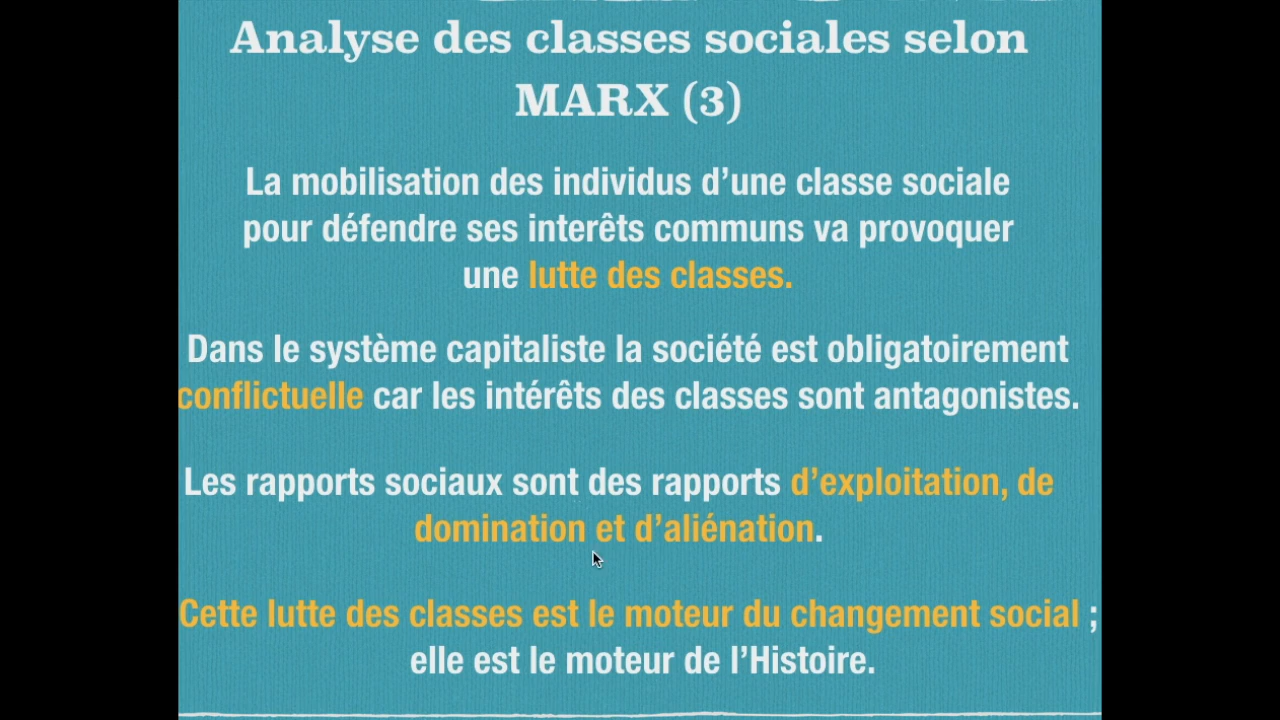 Analyse des classes sociales selon
MARX (3)
La mobilisation des individus d’une classe sociale
pour défendre ses interêts communs va provoquer
une lutte des classes.
Dans le système capitaliste la société est obligatoirement
conflictuelle car les intérêts des classes sont antagonistes.
Les rapports sociaux sont des rapports d’exploitation, de
domination et d’aliénation.
Cette lutte des classes est le moteur du changement social ;
elle est le moteur de l’Histoire.